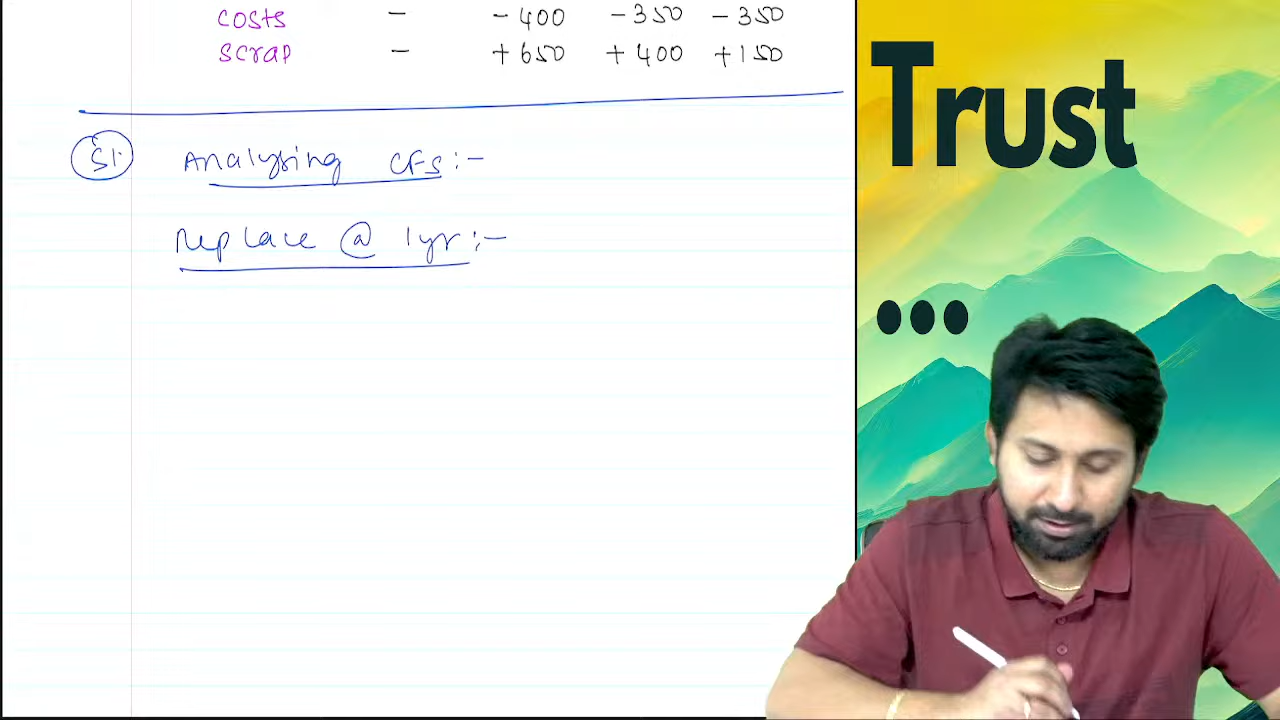 costs - - 400 - 350 - 350
scrap - + 650 + 400 + 150
S1. Analysing CFs:-
Replace @ 1yr:-
Trust
...